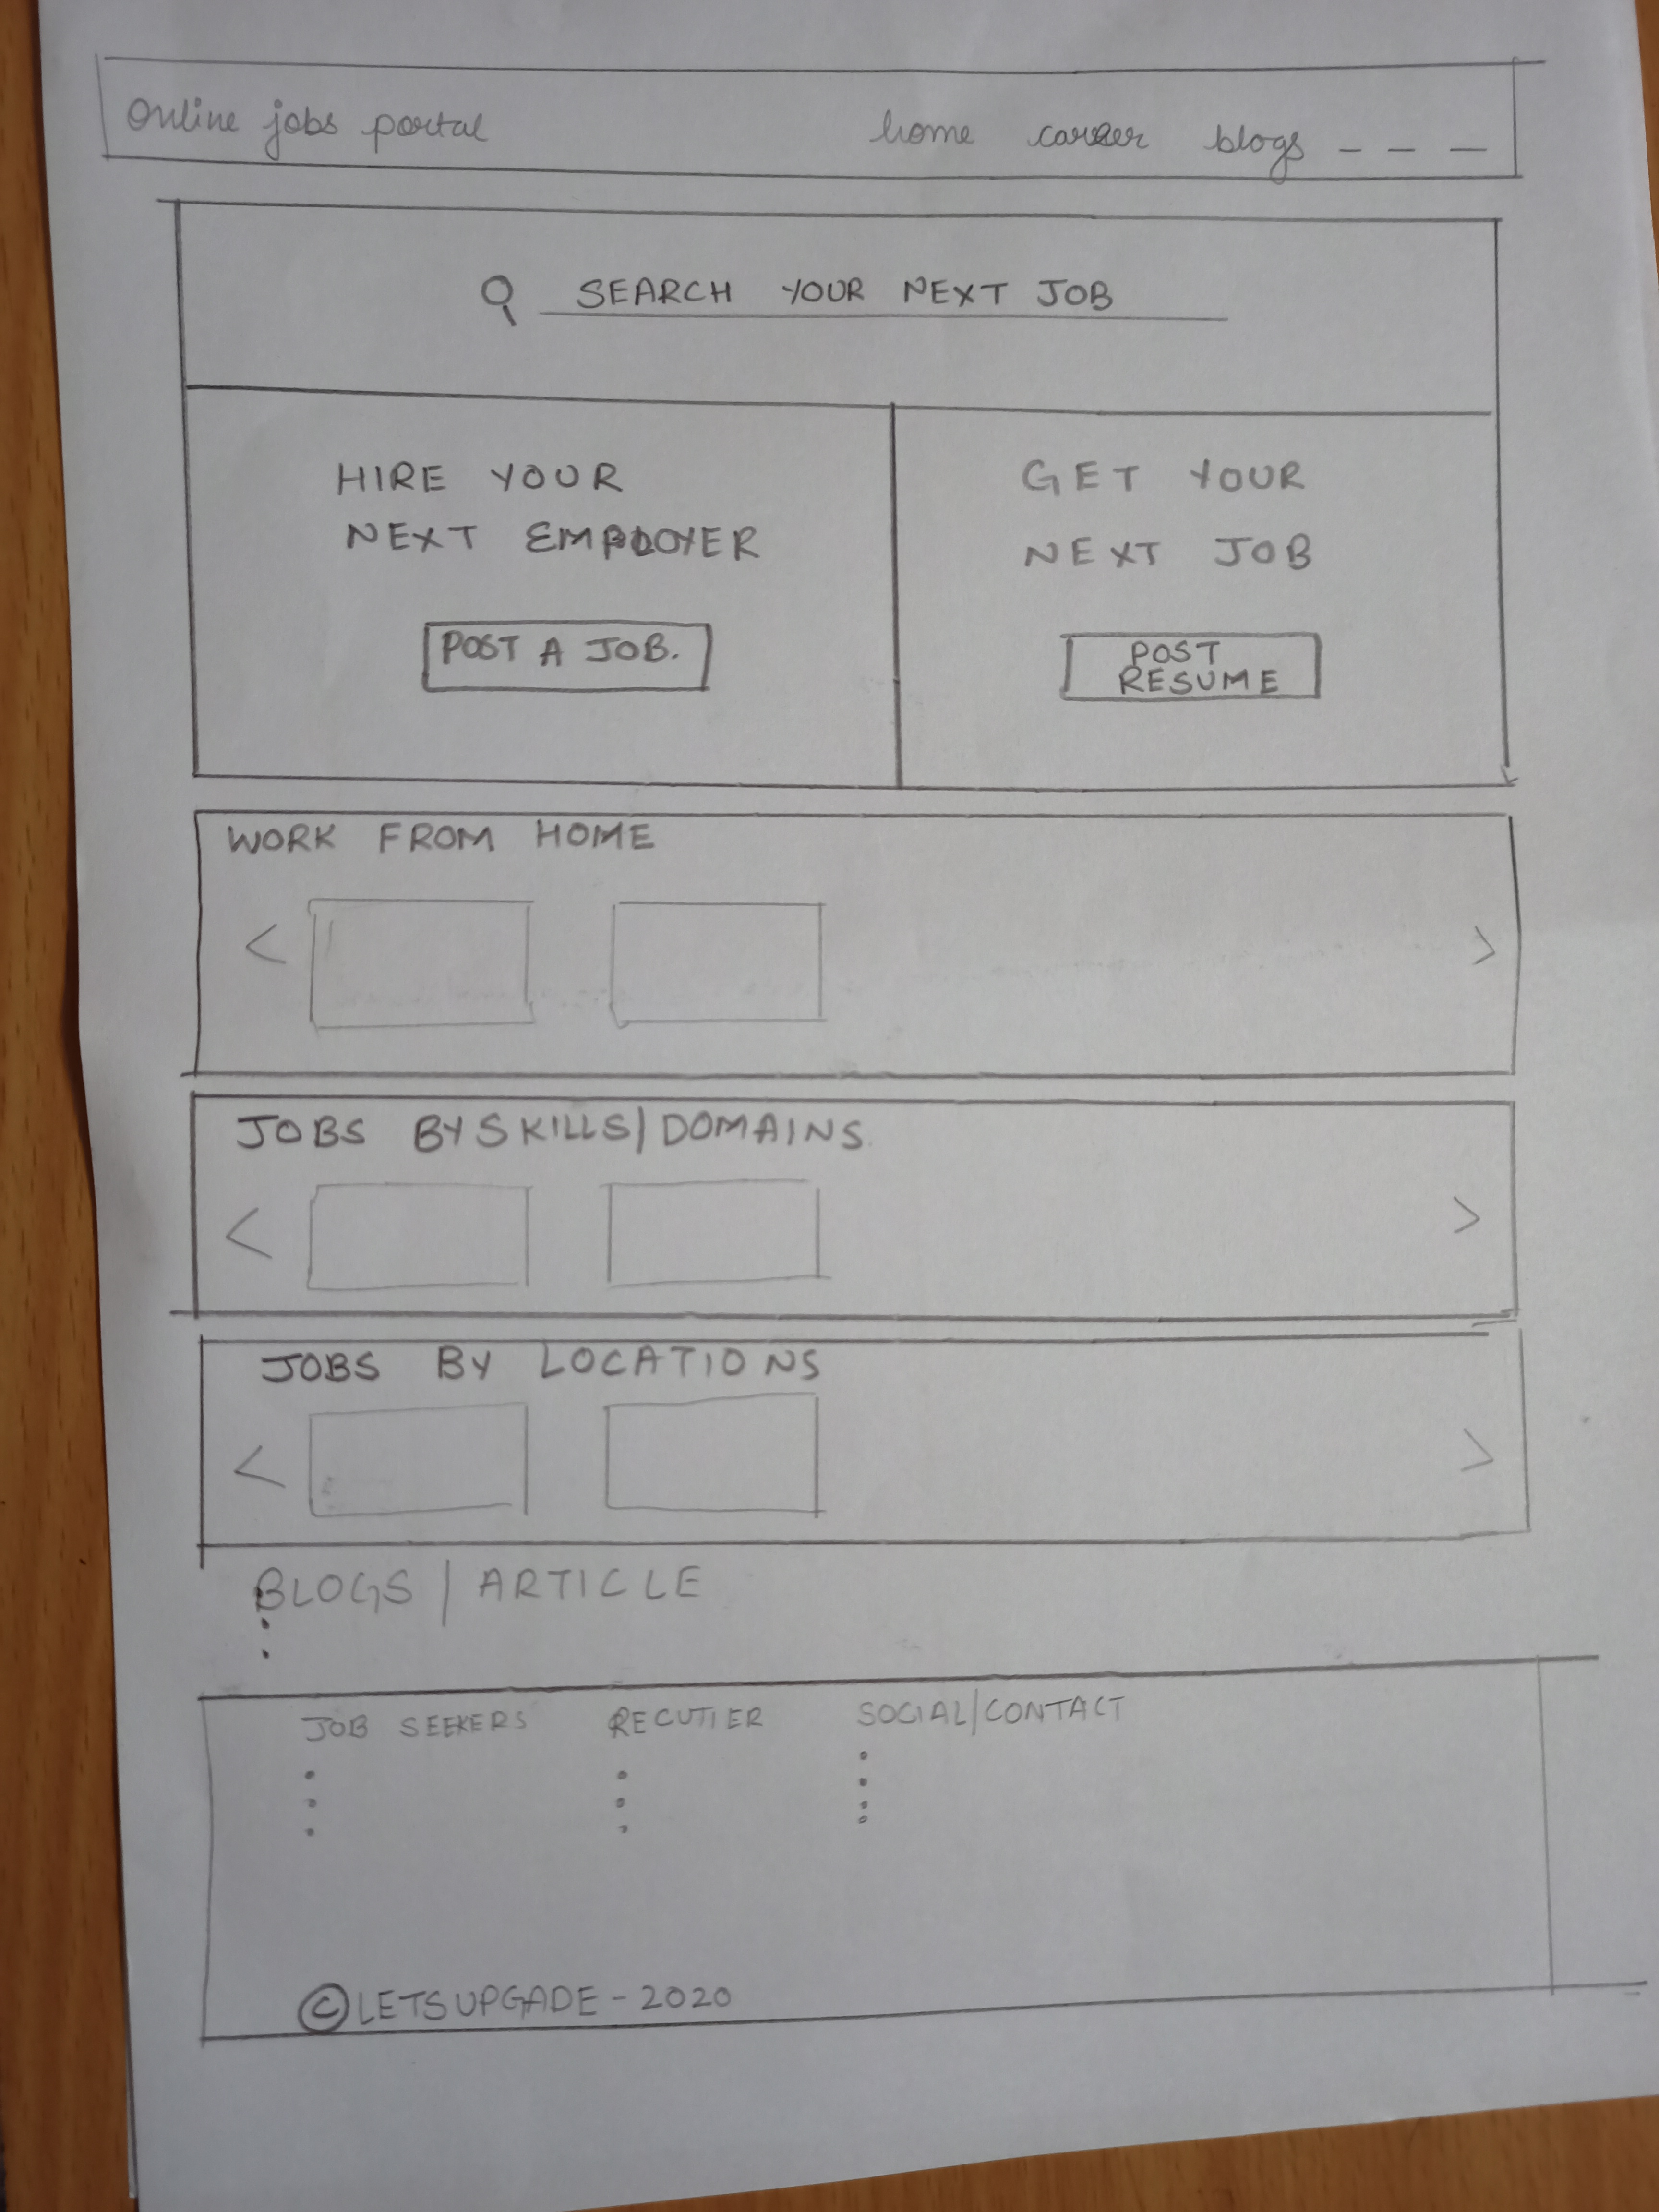 Online jobs portal home career blogs _ _ _
SEARCH YOUR NEXT JOB
HIRE YOUR
NEXT EMPLOYER
POST A JOB.
GET YOUR
NEXT JOB
POST
RESUME
WORK FROM HOME
< >
JOBS BY SKILLS/DOMAINS
< >
JOBS BY LOCATIONS
< >
BLOGS / ARTICLE
JOB SEEKERS RECUTIER SOCIAL/CONTACT
© LETSUPGADE - 2020